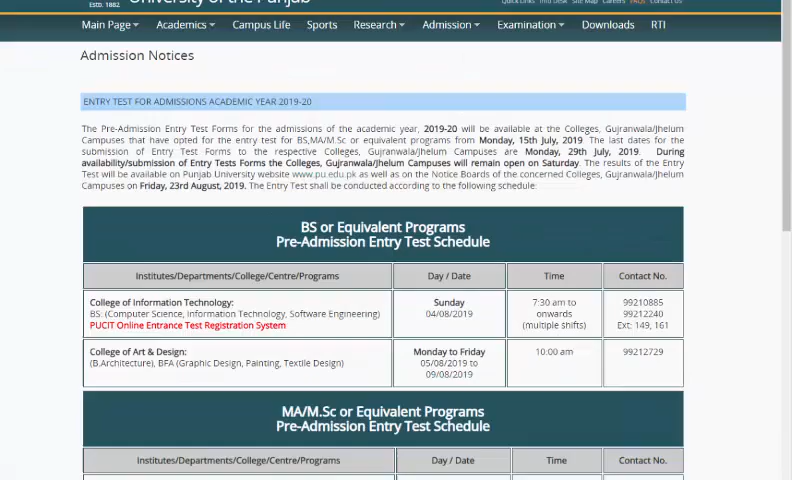 ESTD. 1882 University of the Punjab
Quick Links Info Desk Site Map Careers FAQs Contact Us
Main Page Academics Campus Life Sports Research Admission Examination Downloads RTI
Admission Notices
ENTRY TEST FOR ADMISSIONS ACADEMIC YEAR 2019-20
The Pre-Admission Entry Test Forms for the admissions of the academic year, 2019-20 will be available at the Colleges, Gujranwala/Jhelum
Campuses that have opted for the entry test for BS,MA/M.Sc or equivalent programs from Monday, 15th July, 2019. The last dates for the
submission of Entry Test Forms to the respective Colleges, Gujranwala/Jhelum Campuses are Monday, 29th July, 2019. During
availability/submission of Entry Tests Forms the Colleges, Gujranwala/Jhelum Campuses will remain open on Saturday. The results of the Entry
Test will be available on Punjab University website www.pu.edu.pk as well as on the Notice Boards of the concerned Colleges, Gujranwala/Jhelum
Campuses on Friday, 23rd August, 2019. The Entry Test shall be conducted according to the following schedule:
BS or Equivalent Programs
Pre-Admission Entry Test Schedule
Institutes/Departments/College/Centre/Programs Day / Date Time Contact No.
College of Information Technology: Sunday 7:30 am to 99210885
BS: (Computer Science, Information Technology, Software Engineering) 04/08/2019 onwards 99212240
PUCIT Online Entrance Test Registration System (multiple shifts) Ext: 149, 161
College of Art & Design: Monday to Friday 10:00 am 99212729
(B,Architecture), BFA (Graphic Design, Painting, Textile Design) 05/08/2019 to
09/08/2019
MA/M.Sc or Equivalent Programs
Pre-Admission Entry Test Schedule
Institutes/Departments/College/Centre/Programs Day / Date Time Contact No.